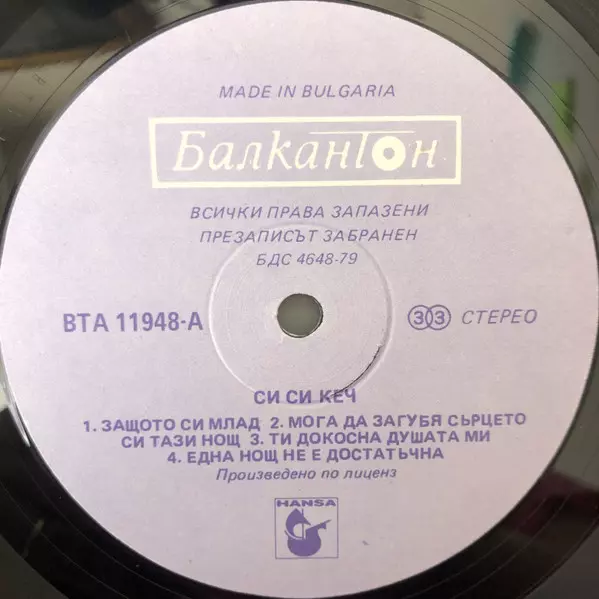 MADE IN BULGARIA
Балкантон
ВСИЧКИ ПРАВА ЗАПАЗЕНИ
ПРЕЗАПИСЪТ ЗАБРАНЕН
БДС 4648-79
ВТА 11948-А
33 СТЕРЕО
СИ СИ КЕЧ
1. ЗАЩОТО СИ МЛАД 2. МОГА ДА ЗАГУБЯ СЪРЦЕТО
СИ ТАЗИ НОЩ 3. ТИ ДОКОСНА ДУШАТА МИ
4. ЕДНА НОЩ НЕ Е ДОСТАТЪЧНА
Произведено по лиценз
HANSA